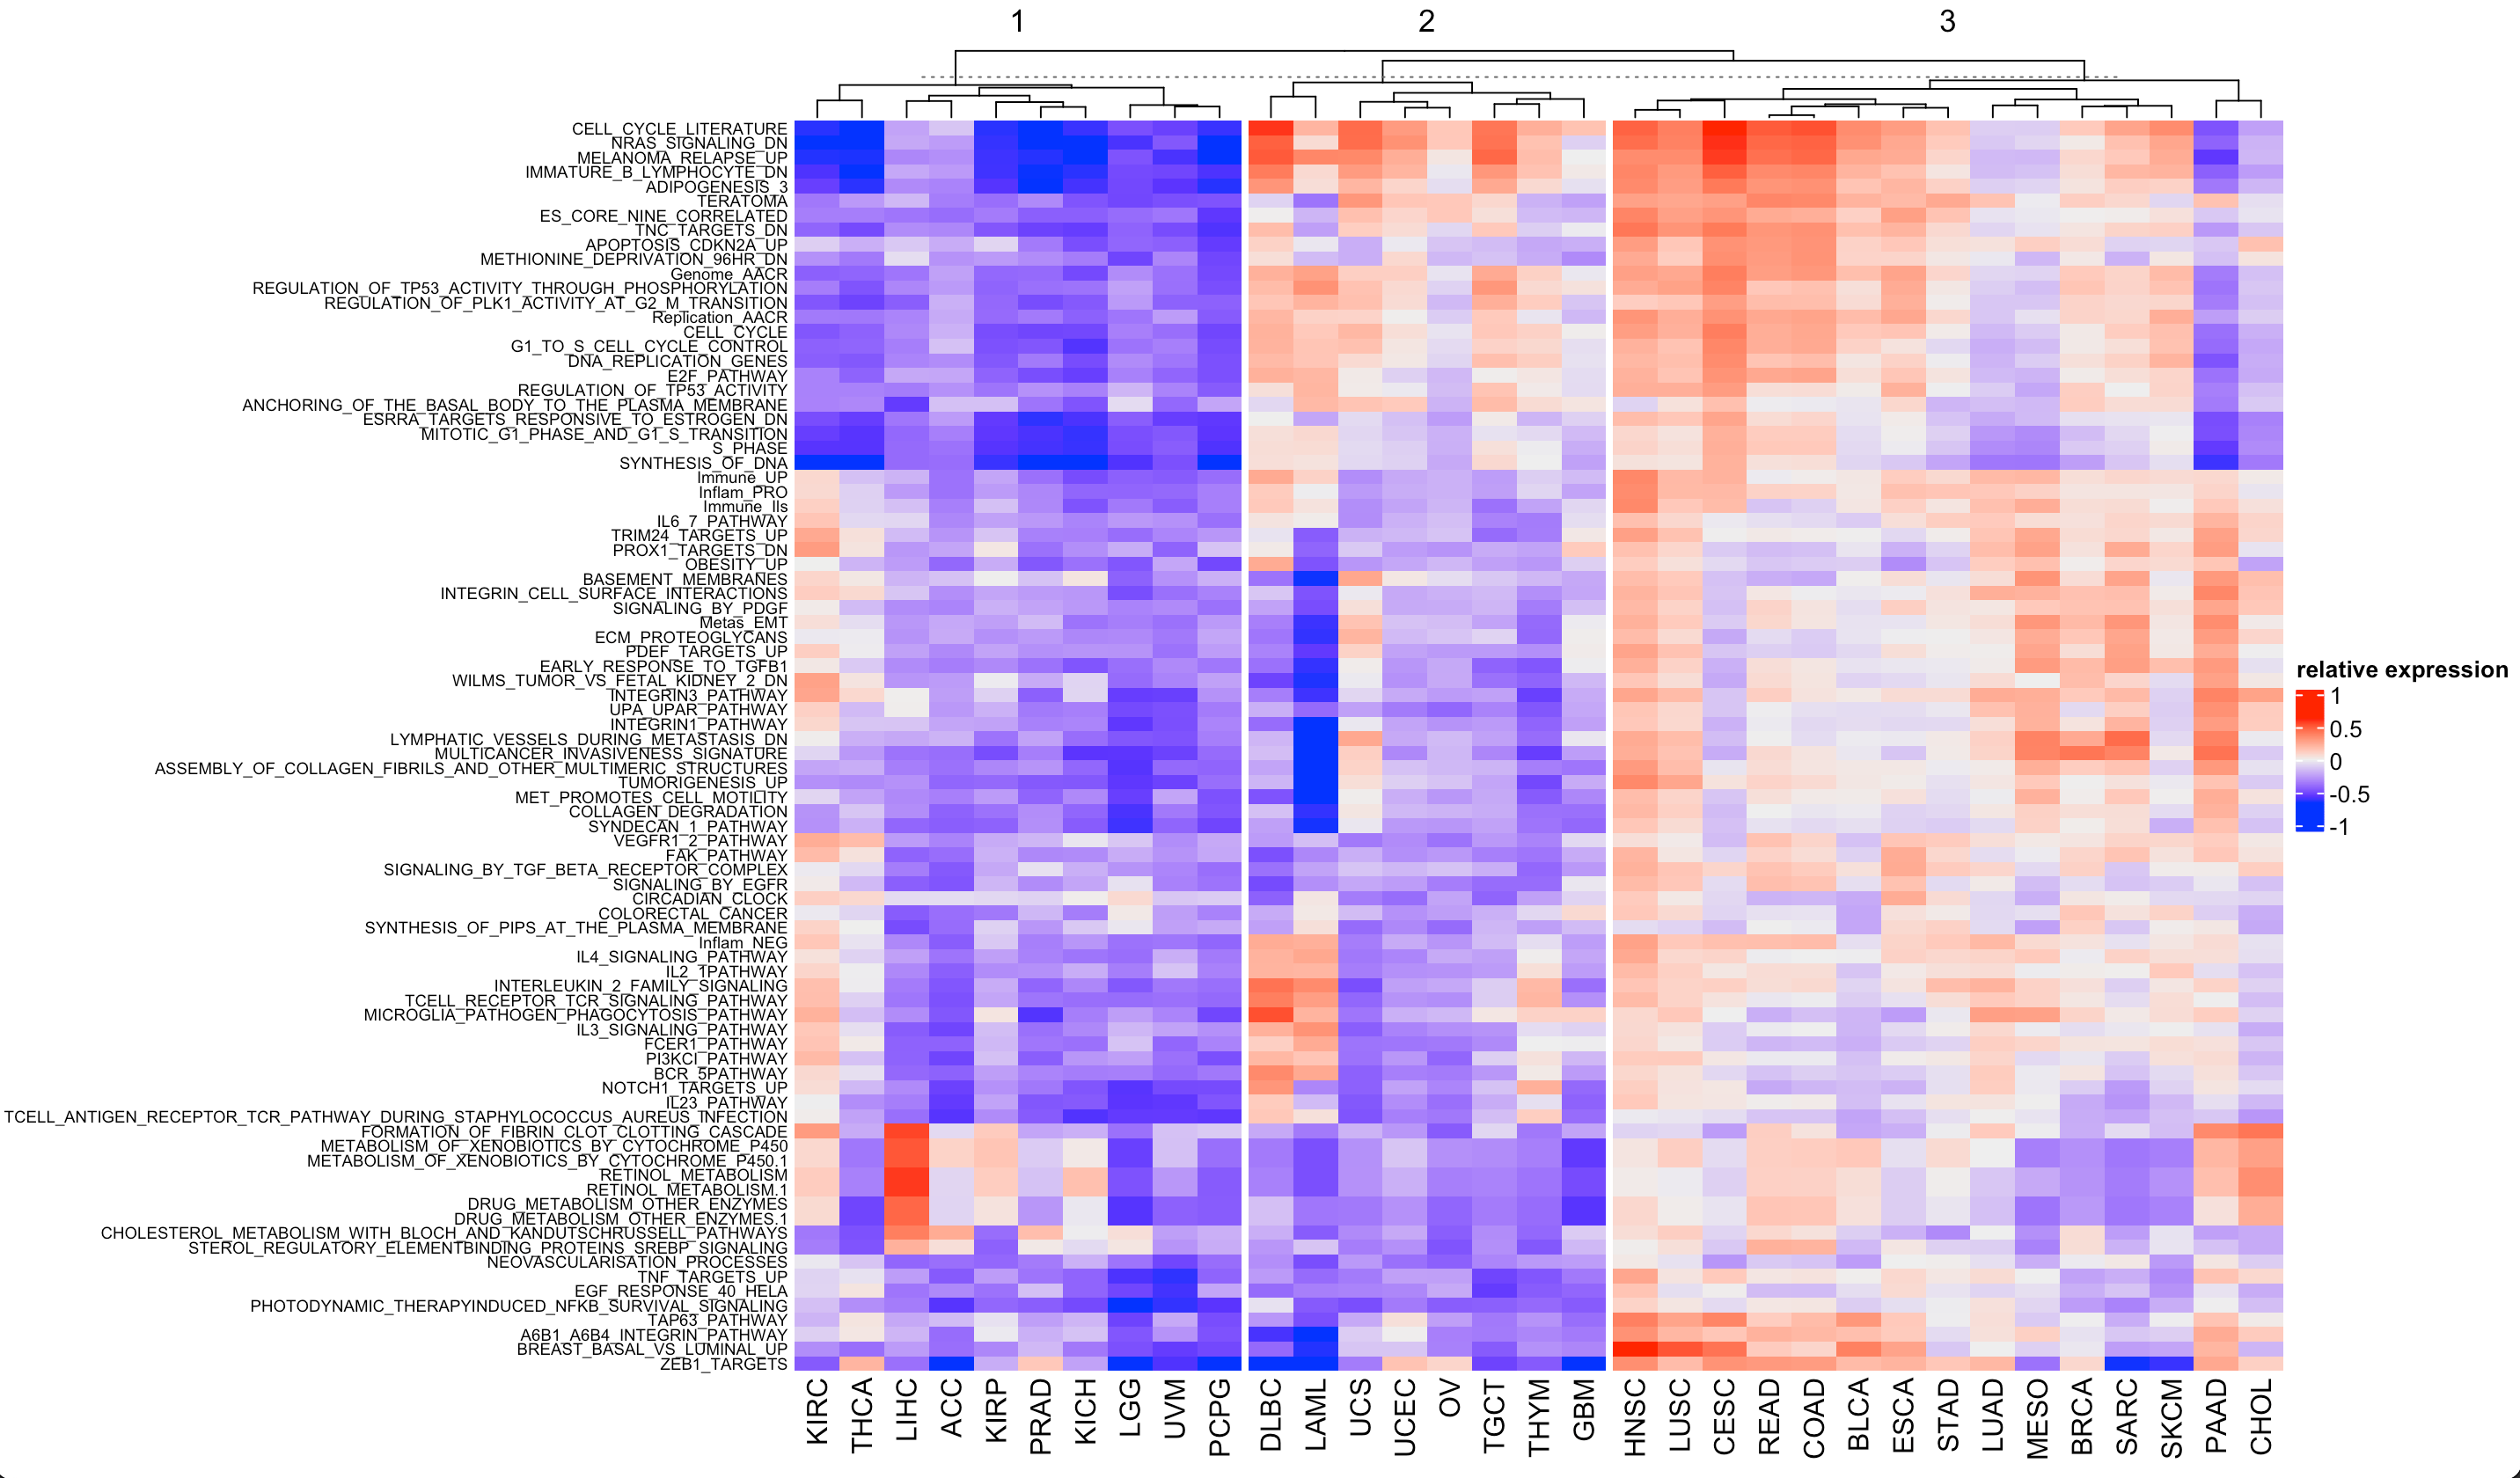 1 2 3
CELL_CYCLE_LITERATURE
NRAS_SIGNALING_DN
MELANOMA_RELAPSE_UP
IMMATURE_B_LYMPHOCYTE_DN
ADIPOGENESIS_3
TERATOMA
ES_CORE_NINE_CORRELATED
TNC_TARGETS_DN
APOPTOSIS_CDKN2A_UP
METHIONINE_DEPRIVATION_96HR_DN
Genome_AACR
REGULATION_OF_TP53_ACTIVITY_THROUGH_PHOSPHORYLATION
REGULATION_OF_PLK1_ACTIVITY_AT_G2_M_TRANSITION
Replication_AACR
CELL_CYCLE
G1_TO_S_CELL_CYCLE_CONTROL
DNA_REPLICATION_GENES
E2F_PATHWAY
REGULATION_OF_TP53_ACTIVITY
ANCHORING_OF_THE_BASAL_BODY_TO_THE_PLASMA_MEMBRANE
ESRRA_TARGETS_RESPONSIVE_TO_ESTROGEN_DN
MITOTIC_G1_PHASE_AND_G1_S_TRANSITION
S_PHASE
SYNTHESIS_OF_DNA
Immune_UP
Inflam_PRO
Immune_IIs
IL6_7_PATHWAY
TRIM24_TARGETS_UP
PROX1_TARGETS_DN
OBESITY_UP
BASEMENT_MEMBRANES
INTEGRIN_CELL_SURFACE_INTERACTIONS
SIGNALING_BY_PDGF
Metas_EMT
ECM_PROTEOGLYCANS
PDEF_TARGETS_UP
EARLY_RESPONSE_TO_TGFB1
WILMS_TUMOR_VS_FETAL_KIDNEY_2_DN
INTEGRIN3_PATHWAY
UPA_UPAR_PATHWAY
INTEGRIN1_PATHWAY
LYMPHATIC_VESSELS_DURING_METASTASIS_DN
MULTICANCER_INVASIVENESS_SIGNATURE
ASSEMBLY_OF_COLLAGEN_FIBRILS_AND_OTHER_MULTIMERIC_STRUCTURES
TUMORIGENESIS_UP
MET_PROMOTES_CELL_MOTILITY
COLLAGEN_DEGRADATION
SYNDECAN_1_PATHWAY
VEGFR1_2_PATHWAY
FAK_PATHWAY
SIGNALING_BY_TGF_BETA_RECEPTOR_COMPLEX
SIGNALING_BY_EGFR
CIRCADIAN_CLOCK
COLORECTAL_CANCER
SYNTHESIS_OF_PIPS_AT_THE_PLASMA_MEMBRANE
Inflam_NEG
IL4_SIGNALING_PATHWAY
IL2_1PATHWAY
INTERLEUKIN_2_FAMILY_SIGNALING
TCELL_RECEPTOR_TCR_SIGNALING_PATHWAY
MICROGLIA_PATHOGEN_PHAGOCYTOSIS_PATHWAY
IL3_SIGNALING_PATHWAY
FCER1_PATHWAY
PI3KCI_PATHWAY
BCR_5PATHWAY
NOTCH1_TARGETS_UP
IL23_PATHWAY
TCELL_ANTIGEN_RECEPTOR_TCR_PATHWAY_DURING_STAPHYLOCOCCUS_AUREUS_INFECTION
FORMATION_OF_FIBRIN_CLOT_CLOTTING_CASCADE
METABOLISM_OF_XENOBIOTICS_BY_CYTOCHROME_P450
METABOLISM_OF_XENOBIOTICS_BY_CYTOCHROME_P450.1
RETINOL_METABOLISM
RETINOL_METABOLISM.1
DRUG_METABOLISM_OTHER_ENZYMES
DRUG_METABOLISM_OTHER_ENZYMES.1
CHOLESTEROL_METABOLISM_WITH_BLOCH_AND_KANDUTSCHRUSSELL_PATHWAYS
STEROL_REGULATORY_ELEMENTBINDING_PROTEINS_SREBP_SIGNALING
NEOVASCULARISATION_PROCESSES
TNF_TARGETS_UP
EGF_RESPONSE_40_HELA
PHOTODYNAMIC_THERAPYINDUCED_NFKB_SURVIVAL_SIGNALING
TAP63_PATHWAY
A6B1_A6B4_INTEGRIN_PATHWAY
BREAST_BASAL_VS_LUMINAL_UP
ZEB1_TARGETS
KIRC THCA LIHC ACC KIRP PRAD KICH LGG UVM PCPG DLBC LAML UCS UCEC OV TGCT THYM GBM HNSC LUSC CESC READ COAD BLCA ESCA STAD LUAD MESO BRCA SARC SKCM PAAD CHOL
relative expression
1
0.5
0
-0.5
-1